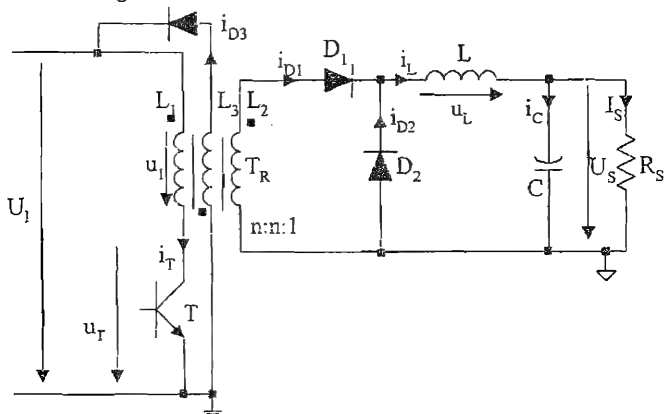 i_D3
i_D1 D_1 i_L L
L_1 L_3 L_2
u_L i_C I_S
i_D2
u_1 T_R
D_2 C U_S R_S
U_1
n:n:1
i_T
T
u_T